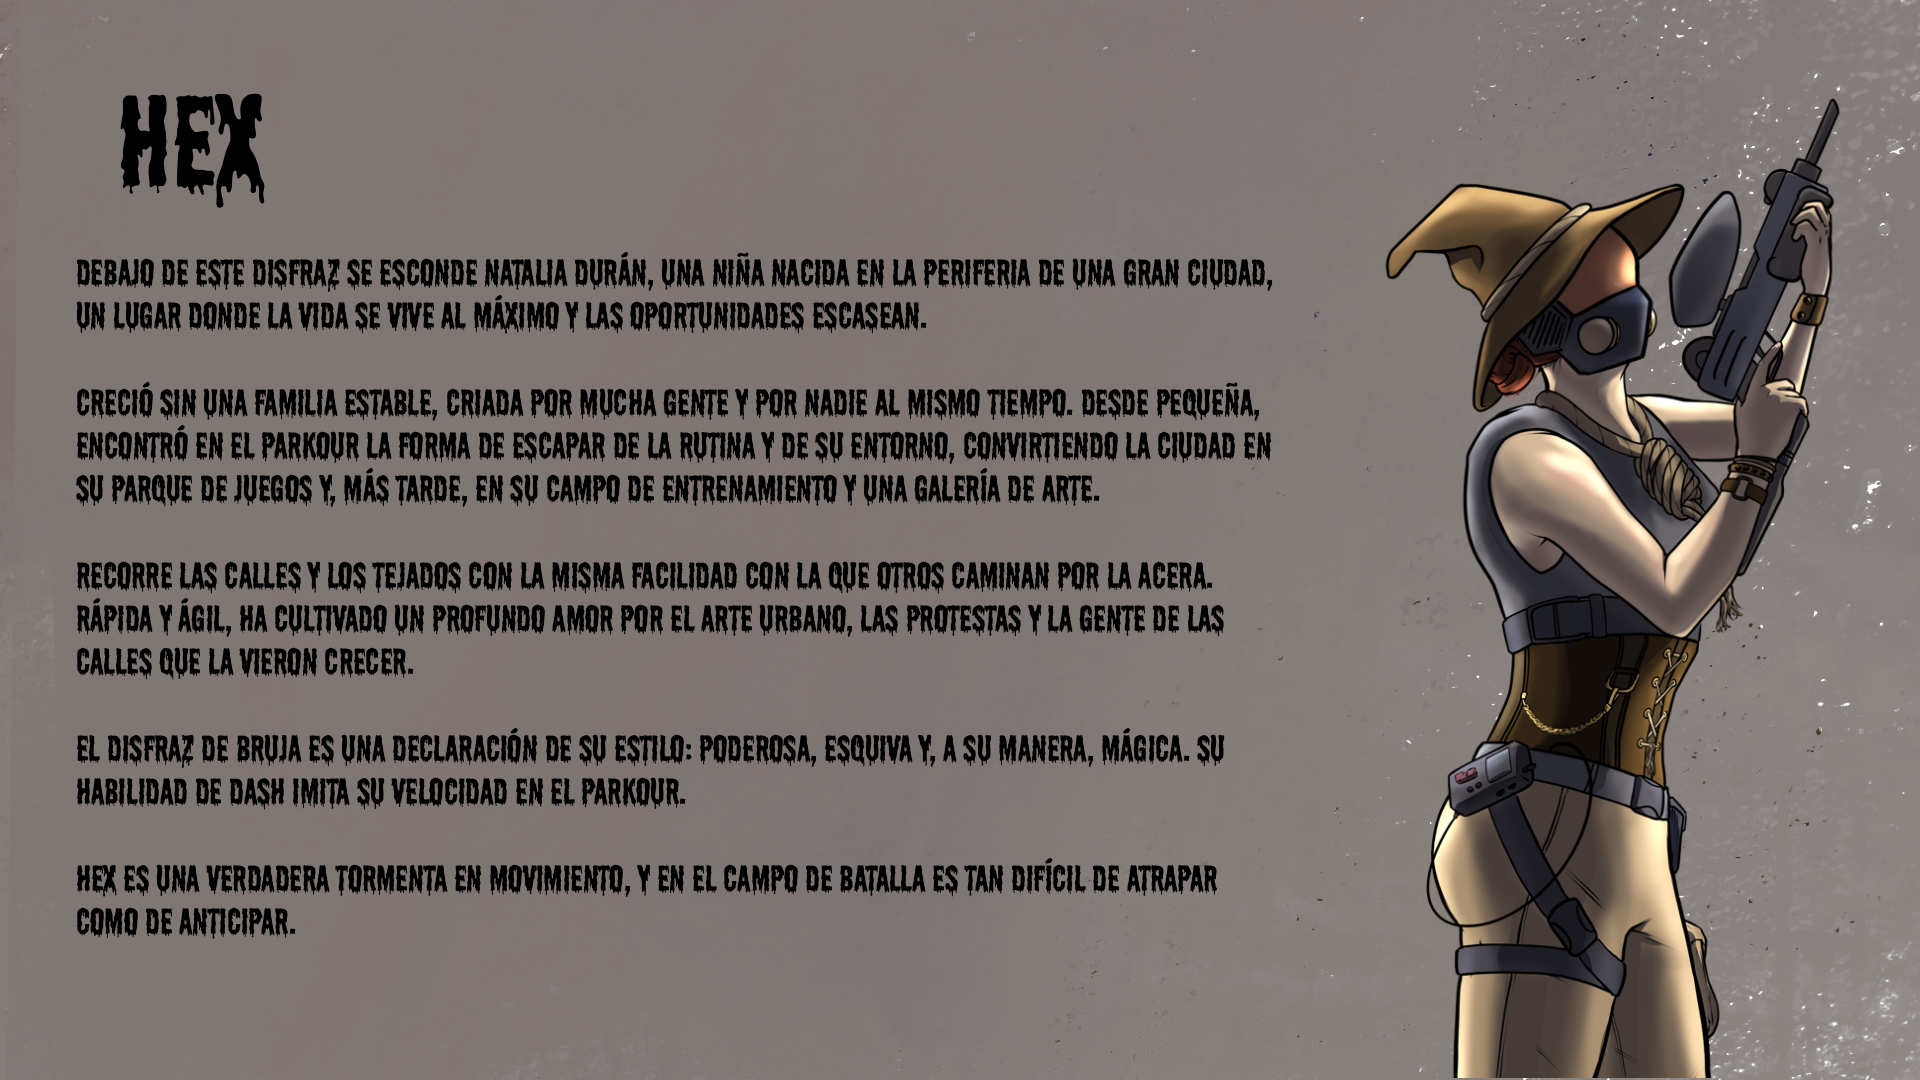 HEX
DEBAJO DE ESTE DISFRAZ SE ESCONDE NATALIA DURÁN, UNA NIÑA NACIDA EN LA PERIFERIA DE UNA GRAN CIUDAD,
UN LUGAR DONDE LA VIDA SE VIVE AL MÁXIMO Y LAS OPORTUNIDADES ESCASEAN.
CRECIÓ SIN UNA FAMILIA ESTABLE, CRIADA POR MUCHA GENTE Y POR NADIE AL MISMO TIEMPO. DESDE PEQUEÑA,
ENCONTRÓ EN EL PARKOUR LA FORMA DE ESCAPAR DE LA RUTINA Y DE SU ENTORNO, CONVIRTIENDO LA CIUDAD EN
SU PARQUE DE JUEGOS Y, MÁS TARDE, EN SU CAMPO DE ENTRENAMIENTO Y UNA GALERÍA DE ARTE.
RECORRE LAS CALLES Y LOS TEJADOS CON LA MISMA FACILIDAD CON LA QUE OTROS CAMINAN POR LA ACERA.
RÁPIDA Y ÁGIL, HA CULTIVADO UN PROFUNDO AMOR POR EL ARTE URBANO, LAS PROTESTAS Y LA GENTE DE LAS
CALLES QUE LA VIERON CRECER.
EL DISFRAZ DE BRUJA ES UNA DECLARACIÓN DE SU ESTILO: PODEROSA, ESQUIVA Y, A SU MANERA, MÁGICA. SU
HABILIDAD DE DASH IMITA SU VELOCIDAD EN EL PARKOUR.
HEX ES UNA VERDADERA TORMENTA EN MOVIMIENTO, Y EN EL CAMPO DE BATALLA ES TAN DIFÍCIL DE ATRAPAR
COMO DE ANTICIPAR.